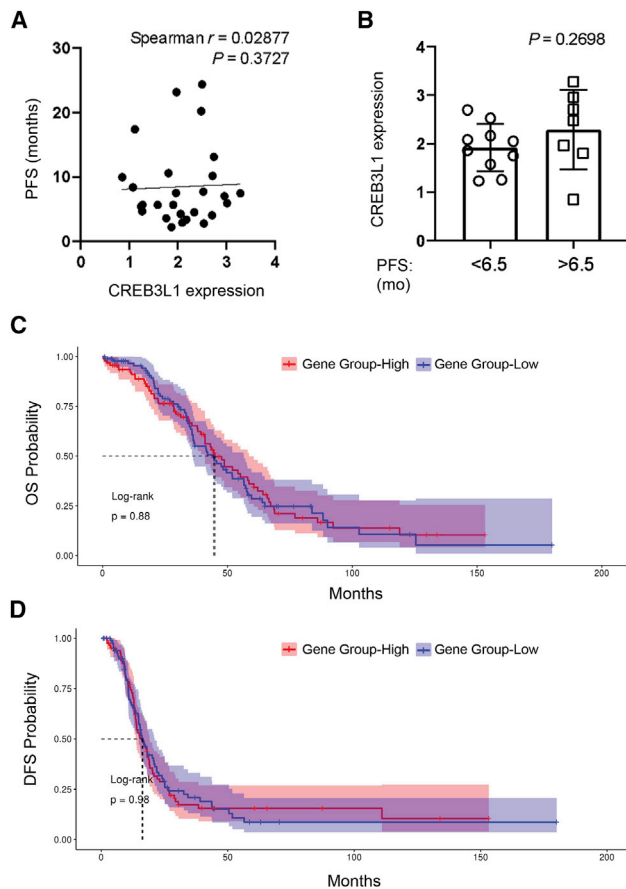 A
Spearman r = 0.02877
P = 0.3727
PFS (months)
30
20
10
0
0 1 2 3 4
CREB3L1 expression
B
P = 0.2698
CREB3L1 expression
4
3
2
1
0
PFS: <6.5 >6.5
(mo)
C
Gene Group-High Gene Group-Low
OS Probability
1.00
0.75
0.50
0.25
0.00
Log-rank
p = 0.88
0 50 100 150 200
Months
D
Gene Group-High Gene Group-Low
DFS Probability
1.00
0.75
0.50
0.25
0.00
Log-rank
p = 0.98
0 50 100 150 200
Months